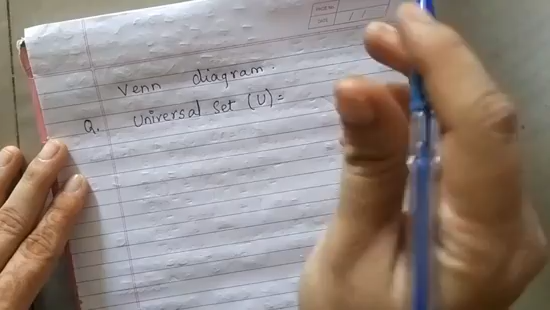 Venn diagram.
Q. Universal Set (U) =